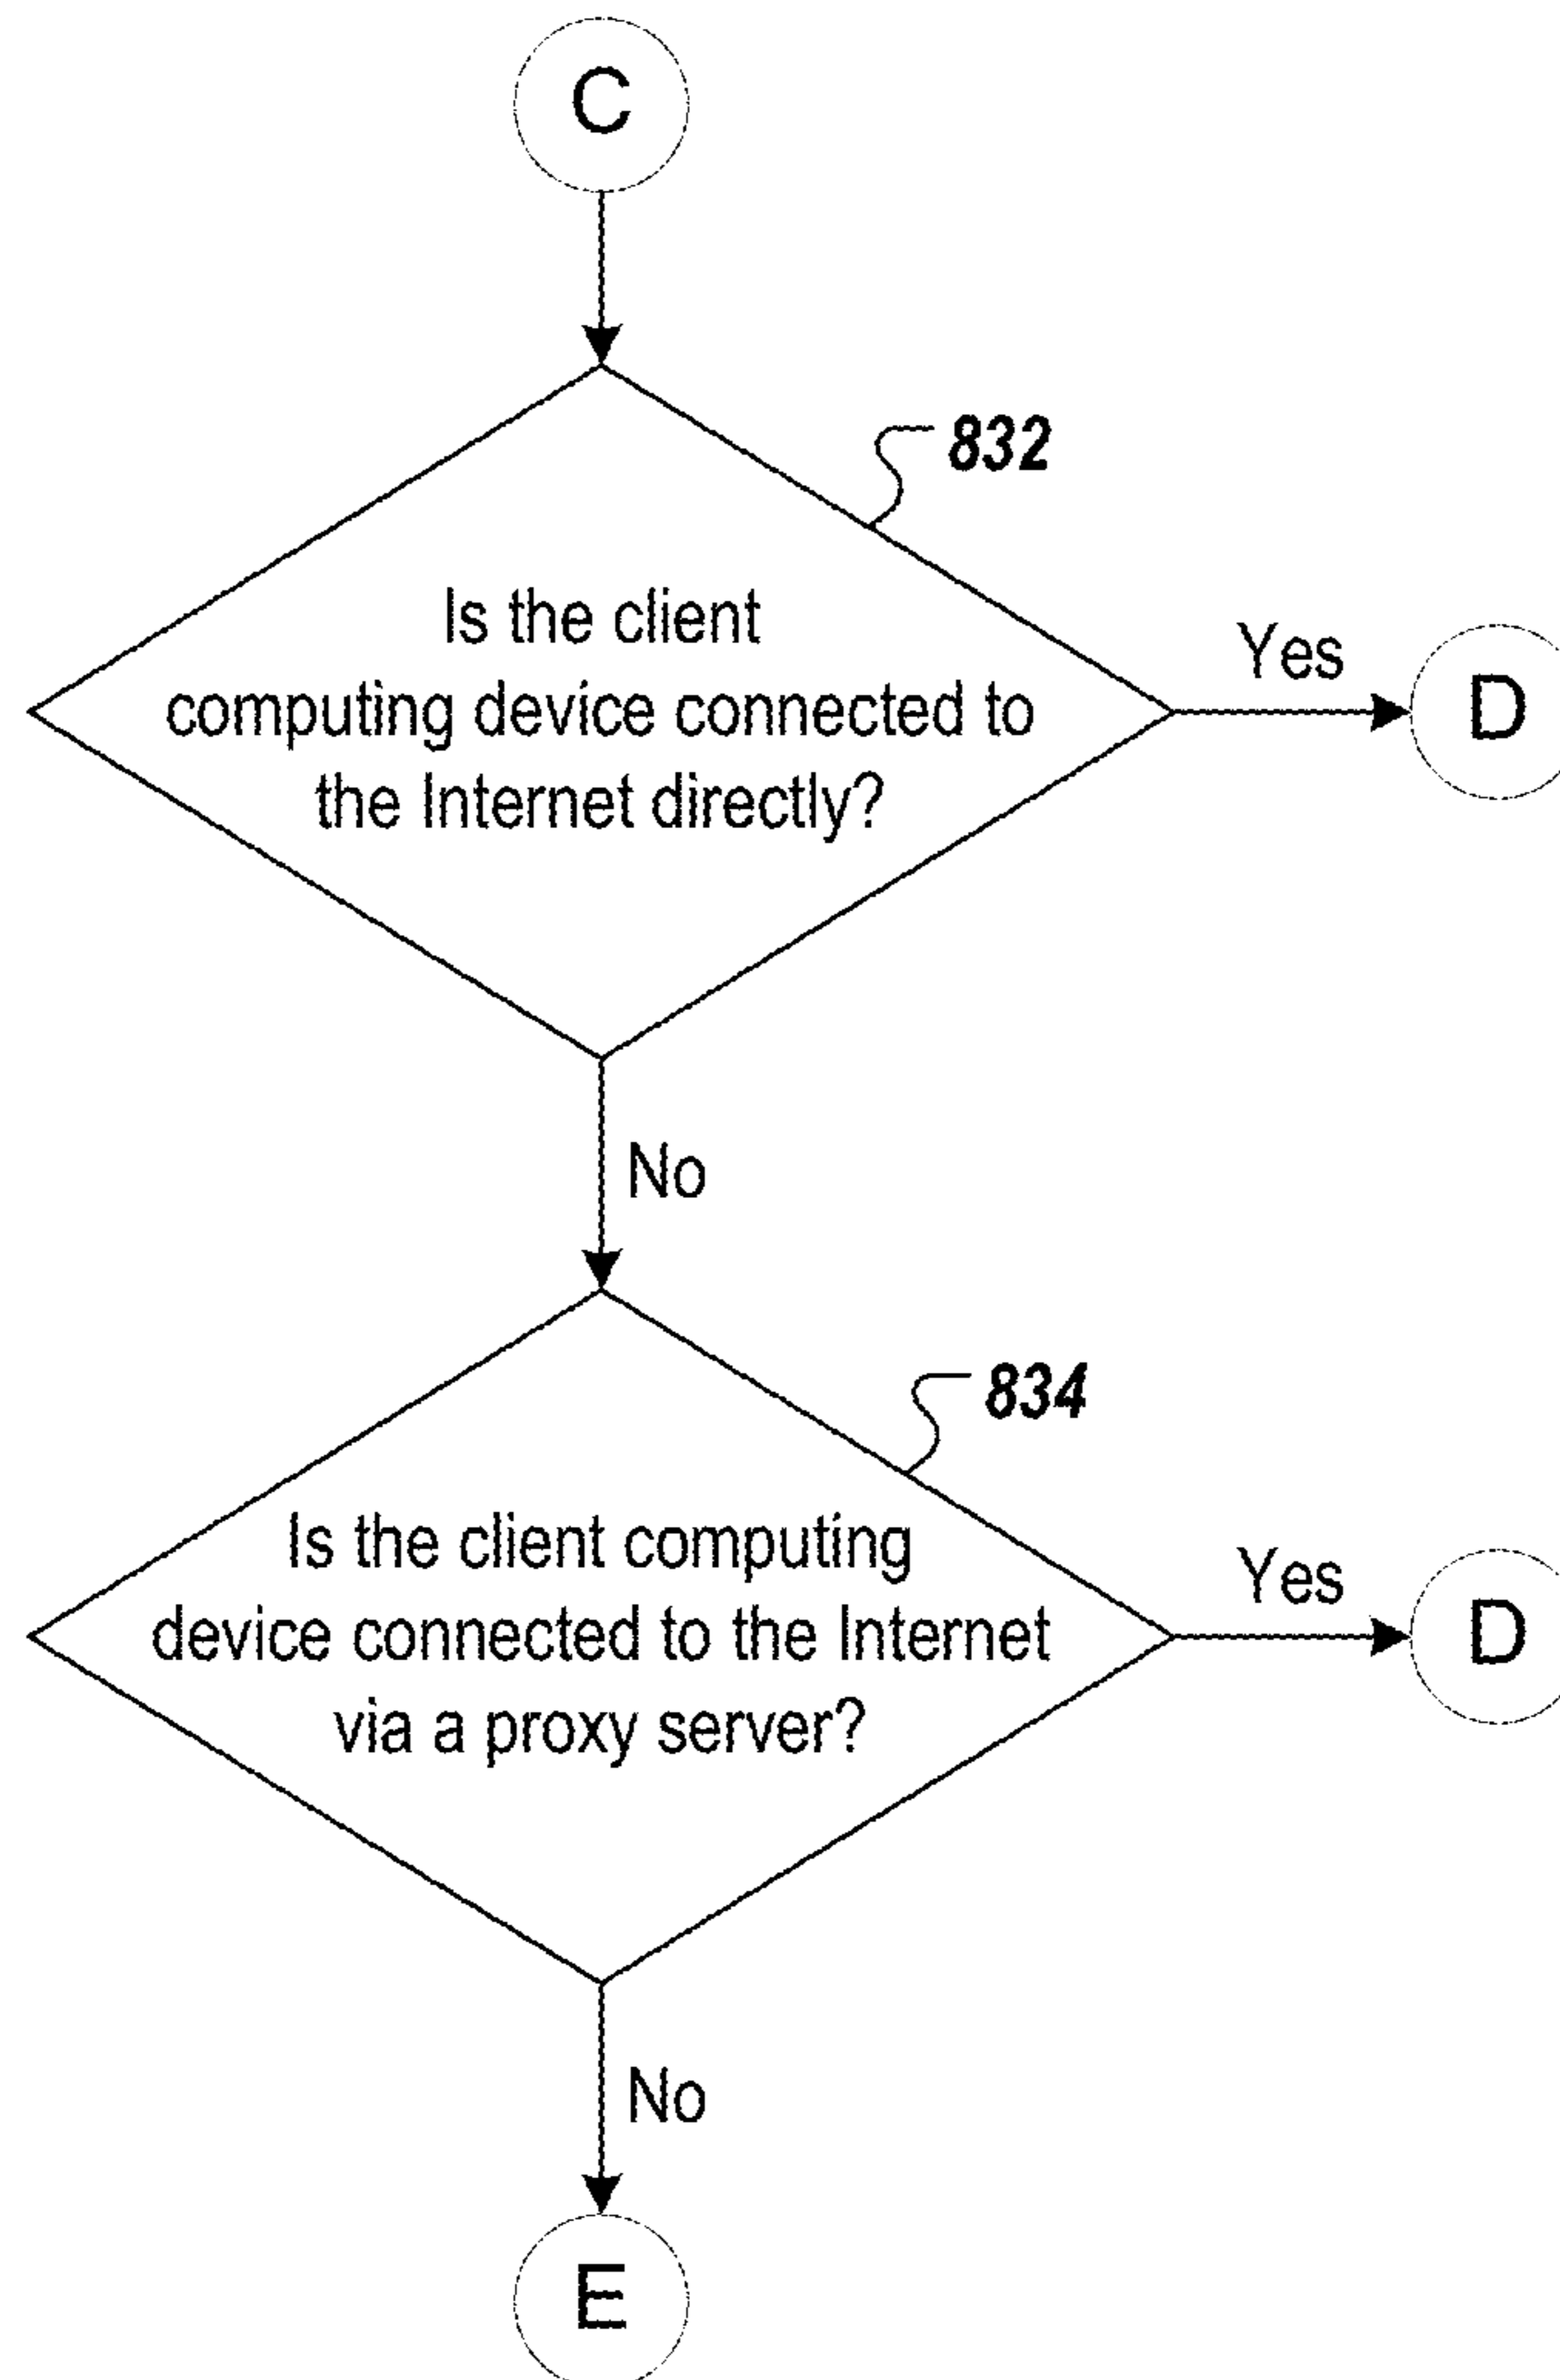 C
832
Is the client
computing device connected to
the Internet directly?
Yes
D
No
834
Is the client computing
device connected to the Internet
via a proxy server?
Yes
D
No
E